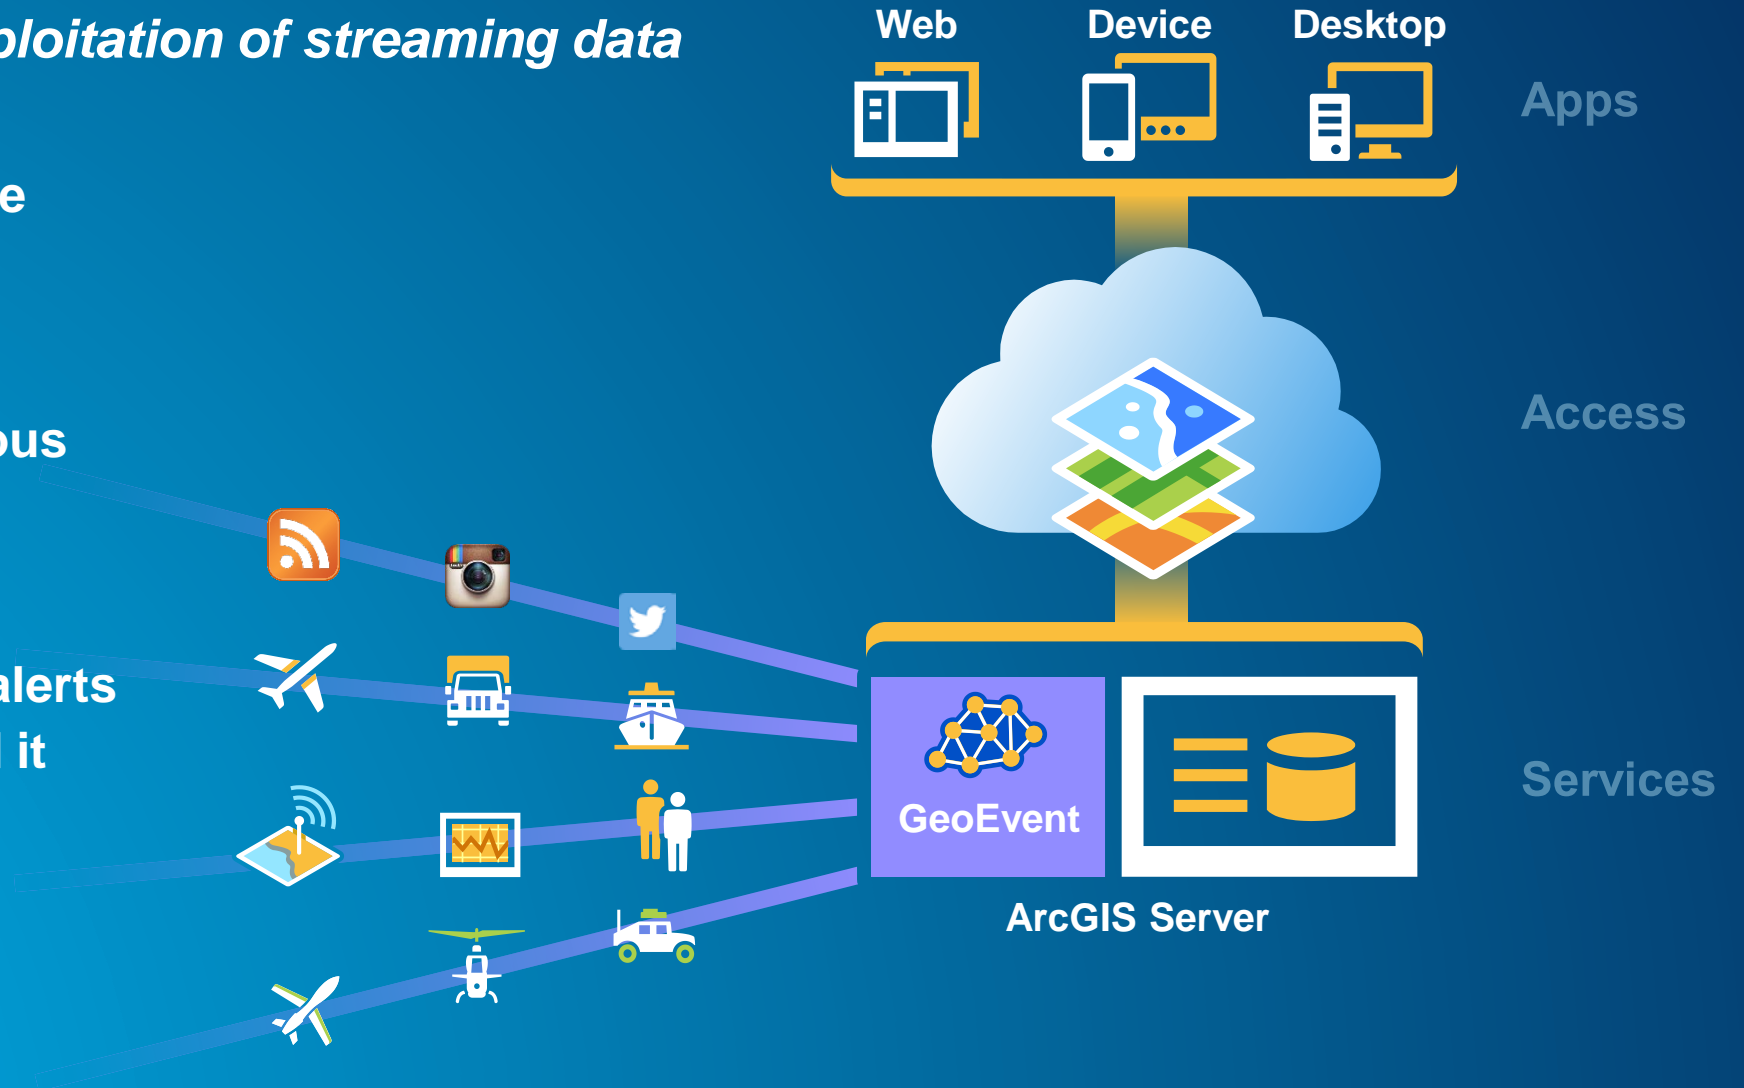 ploitation of streaming data
e
ous
alerts
it
Web
Device
Desktop
Apps
Access
Services
GeoEvent
ArcGIS Server